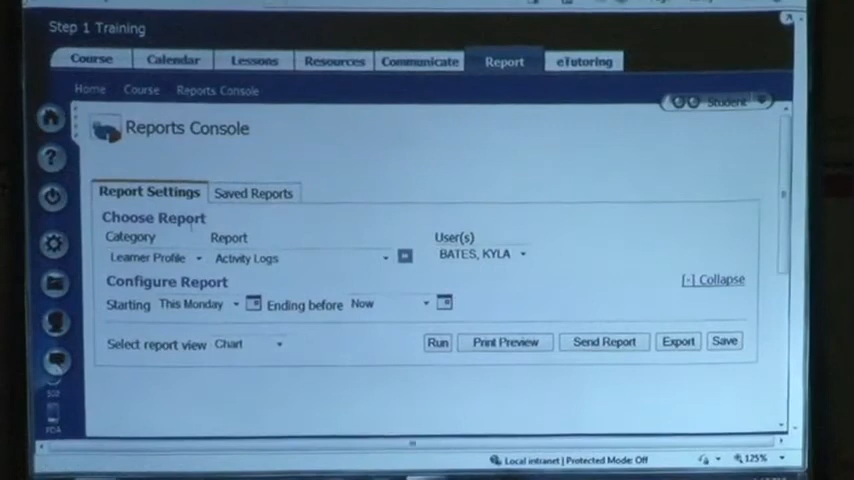 Step 1 Training
Course Calendar Lessons Resources Communicate Report eTutoring
Home Course Reports Console
Student
Reports Console
Report Settings Saved Reports
Choose Report
Category Report User(s)
Learner Profile Activity Logs BATES, KYLA
Configure Report [-] Collapse
Starting This Monday Ending before Now
Select report view Chart Run Print Preview Send Report Export Save
PDA
Local intranet | Protected Mode: Off 125%